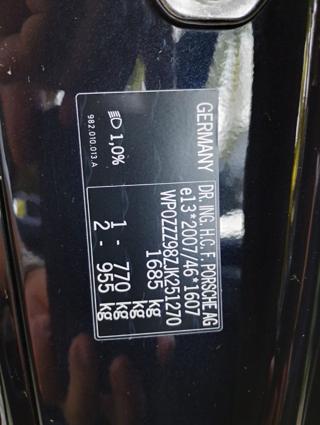 DR. ING. H.C. F. PORSCHE AG
GERMANY
e13*2007/46*1607
WP0ZZZ98ZJK251270
1685 kg
1 - 770 kg
2 - 955 kg
1,0%
982.010.013.A